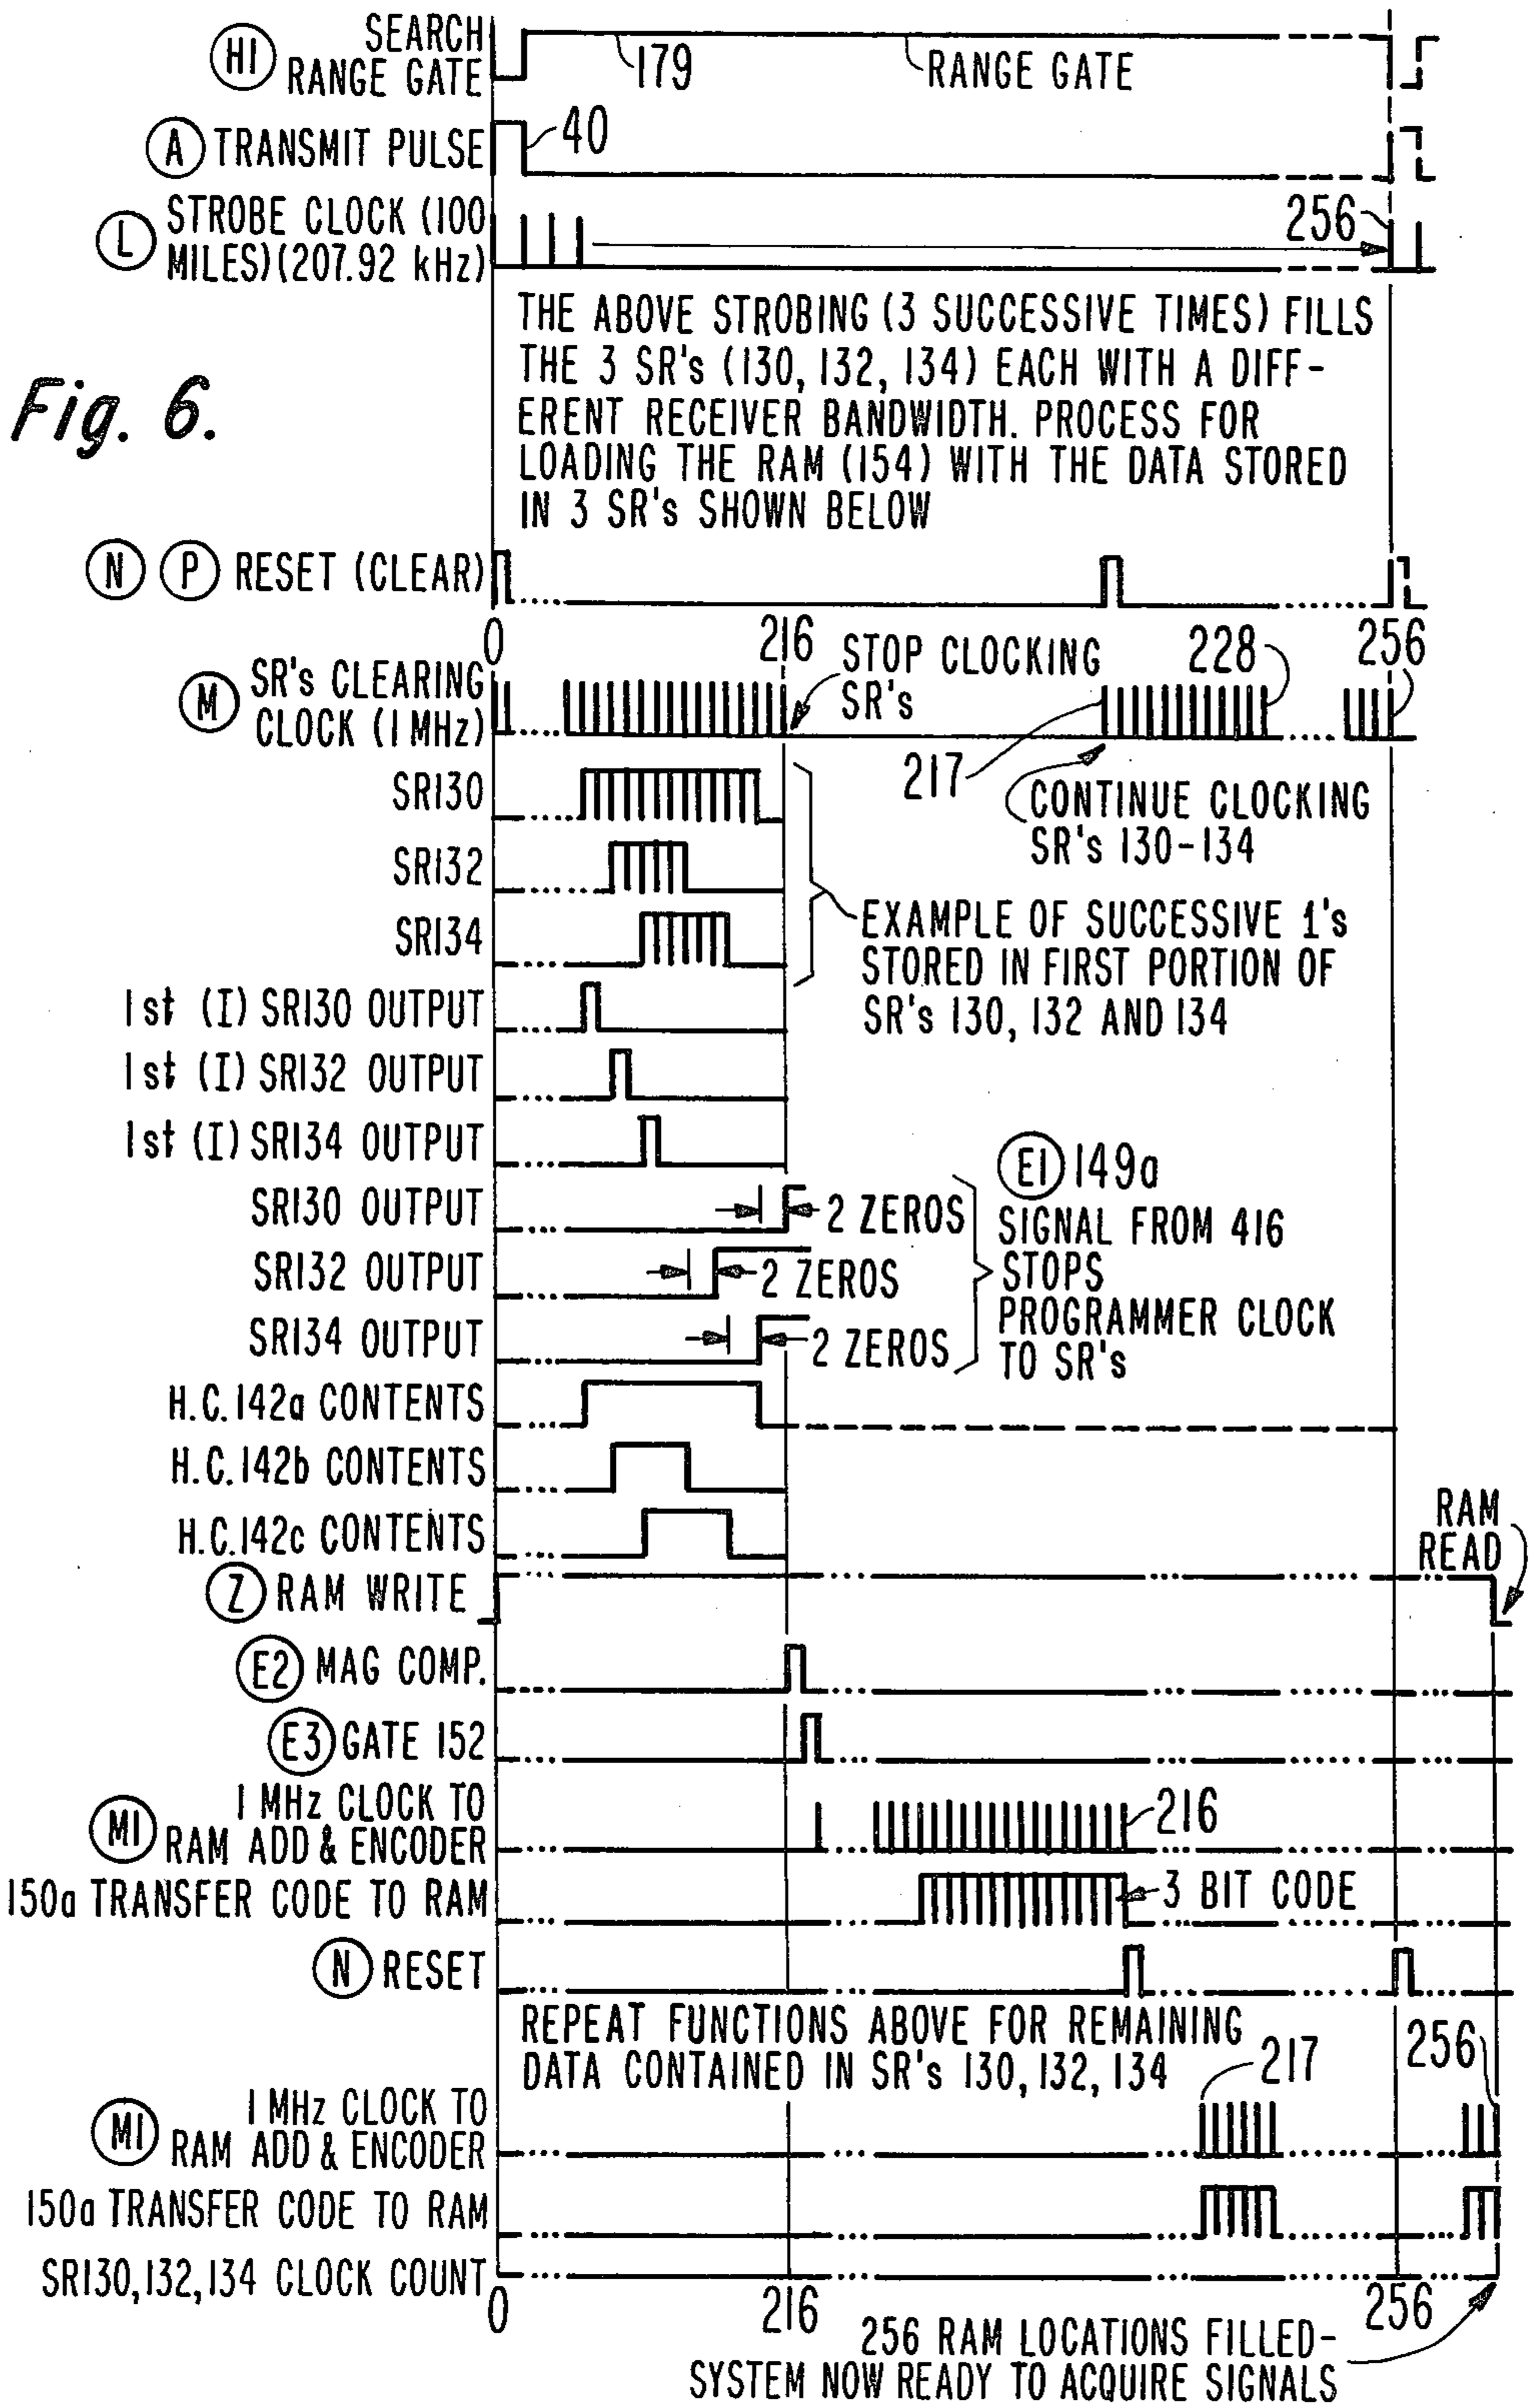 SEARCH
H1 RANGE GATE
179
RANGE GATE
A TRANSMIT PULSE
40
L STROBE CLOCK (100
MILES) (207.92 kHz)
256
THE ABOVE STROBING (3 SUCCESSIVE TIMES) FILLS
THE 3 SR's (130, 132, 134) EACH WITH A DIFF-
ERENT RECEIVER BANDWIDTH. PROCESS FOR
LOADING THE RAM (154) WITH THE DATA STORED
IN 3 SR's SHOWN BELOW
Fig. 6.
N P RESET (CLEAR)
0 216 256
M SR's CLEARING
CLOCK (1 MHz)
STOP CLOCKING
SR's
228
217
CONTINUE CLOCKING
SR's 130-134
SR130
SR132
SR134
EXAMPLE OF SUCCESSIVE 1's
STORED IN FIRST PORTION OF
SR's 130, 132 AND 134
1st (I) SR130 OUTPUT
1st (I) SR132 OUTPUT
1st (I) SR134 OUTPUT
SR130 OUTPUT
2 ZEROS
SR132 OUTPUT
2 ZEROS
SR134 OUTPUT
2 ZEROS
E1 149a
SIGNAL FROM 416
STOPS
PROGRAMMER CLOCK
TO SR's
H.C.142a CONTENTS
H.C.142b CONTENTS
H.C.142c CONTENTS
Z RAM WRITE
RAM
READ
E2 MAG COMP.
E3 GATE 152
1 MHz CLOCK TO
M1 RAM ADD & ENCODER
216
150a TRANSFER CODE TO RAM
3 BIT CODE
N RESET
REPEAT FUNCTIONS ABOVE FOR REMAINING
DATA CONTAINED IN SR's 130, 132, 134
217
256
1 MHz CLOCK TO
M1 RAM ADD & ENCODER
150a TRANSFER CODE TO RAM
SR130,132,134 CLOCK COUNT
0 216 256
256 RAM LOCATIONS FILLED-
SYSTEM NOW READY TO ACQUIRE SIGNALS